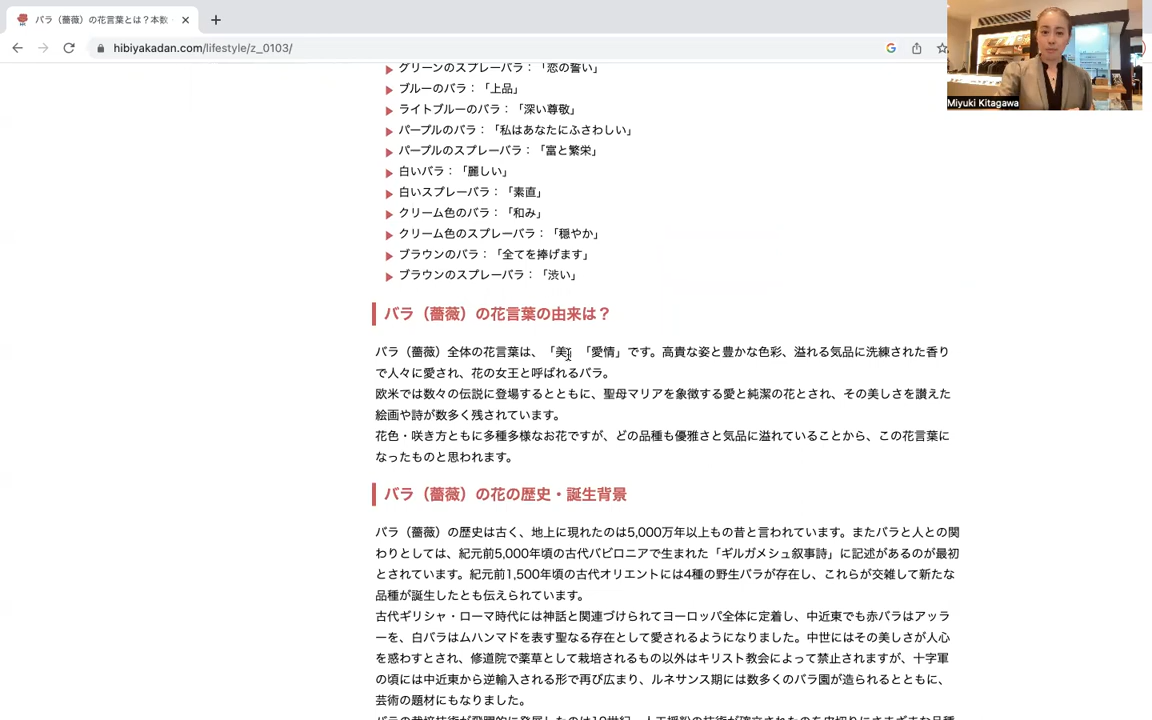 バラ（薔薇）の花言葉とは？本数
hibiyakadan.com/lifestyle/z_0103/
Miyuki Kitagawa
グリーンのスプレーバラ：「恋の誓い」
ブルーのバラ：「上品」
ライトブルーのバラ：「深い尊敬」
パープルのバラ：「私はあなたにふさわしい」
パープルのスプレーバラ：「富と繁栄」
白いバラ：「麗しい」
白いスプレーバラ：「素直」
クリーム色のバラ：「和み」
クリーム色のスプレーバラ：「穏やか」
ブラウンのバラ：「全てを捧げます」
ブラウンのスプレーバラ：「渋い」
バラ（薔薇）の花言葉の由来は？
バラ（薔薇）全体の花言葉は、「美」「愛情」です。高貴な姿と豊かな色彩、溢れる気品に洗練された香り
で人々に愛され、花の女王と呼ばれるバラ。
欧米では数々の伝説に登場するとともに、聖母マリアを象徴する愛と純潔の花とされ、その美しさを讃えた
絵画や詩が数多く残されています。
花色・咲き方ともに多種多様なお花ですが、どの品種も優雅さと気品に溢れていることから、この花言葉に
なったものと思われます。
バラ（薔薇）の花の歴史・誕生背景
バラ（薔薇）の歴史は古く、地上に現れたのは5,000万年以上もの昔と言われています。またバラと人との関
わりとしては、紀元前5,000年頃の古代バビロニアで生まれた「ギルガメシュ叙事詩」に記述があるのが最初
とされています。紀元前1,500年頃の古代オリエントには4種の野生バラが存在し、これらが交雑して新たな
品種が誕生したとも伝えられています。
古代ギリシャ・ローマ時代には神話と関連づけられてヨーロッパ全体に定着し、中近東でも赤バラはアッラ
ーを、白バラはムハンマドを表す聖なる存在として愛されるようになりました。中世にはその美しさが人心
を惑わすとされ、修道院で薬草として栽培されるもの以外はキリスト教会によって禁止されますが、十字軍
の頃には中近東から逆輸入される形で再び広まり、ルネサンス期には数多くのバラ園が造られるとともに、
芸術の題材にもなりました。